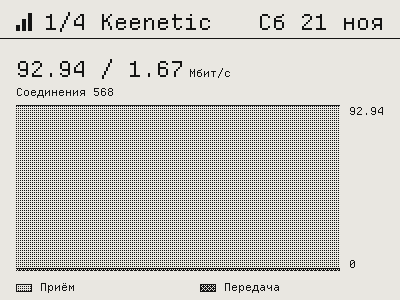 1/4 Keenetic Сб 21 ноя
92.94 / 1.67 Мбит/с
Соединения 568
92.94
0
Приём Передача